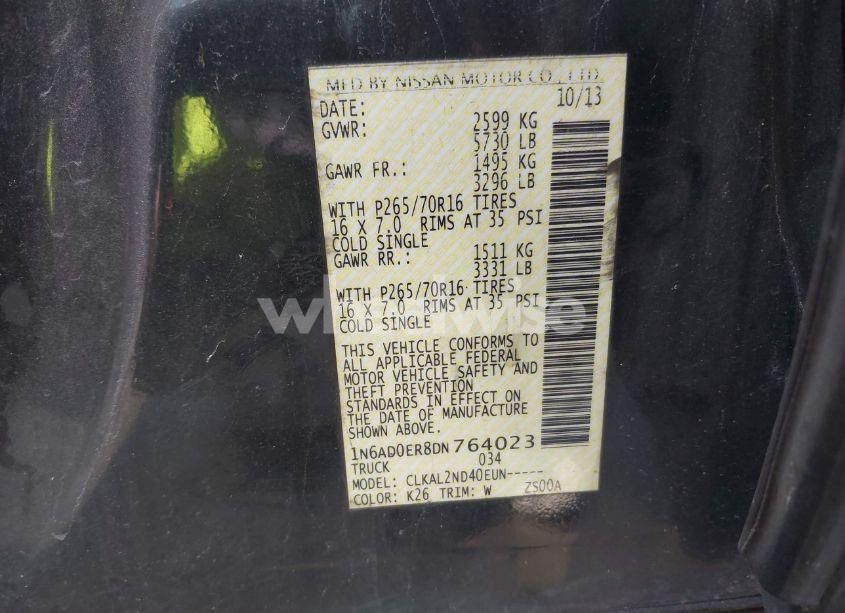 MFD BY NISSAN MOTOR CO., LTD.
DATE: 10/13
GVWR: 2599 KG
5730 LB
GAWR FR.: 1495 KG
3296 LB
WITH P265/70R16 TIRES
16 X 7.0 RIMS AT 35 PSI
COLD SINGLE
GAWR RR.: 1511 KG
3331 LB
WITH P265/70R16 TIRES
16 X 7.0 RIMS AT 35 PSI
COLD SINGLE
THIS VEHICLE CONFORMS TO
ALL APPLICABLE FEDERAL
MOTOR VEHICLE SAFETY AND
THEFT PREVENTION
STANDARDS IN EFFECT ON
THE DATE OF MANUFACTURE
SHOWN ABOVE.
1N6AD0ER8DN764023
TRUCK 034
MODEL: CLKAL2ND40EUN-----
COLOR: K26 TRIM: W ZS00A